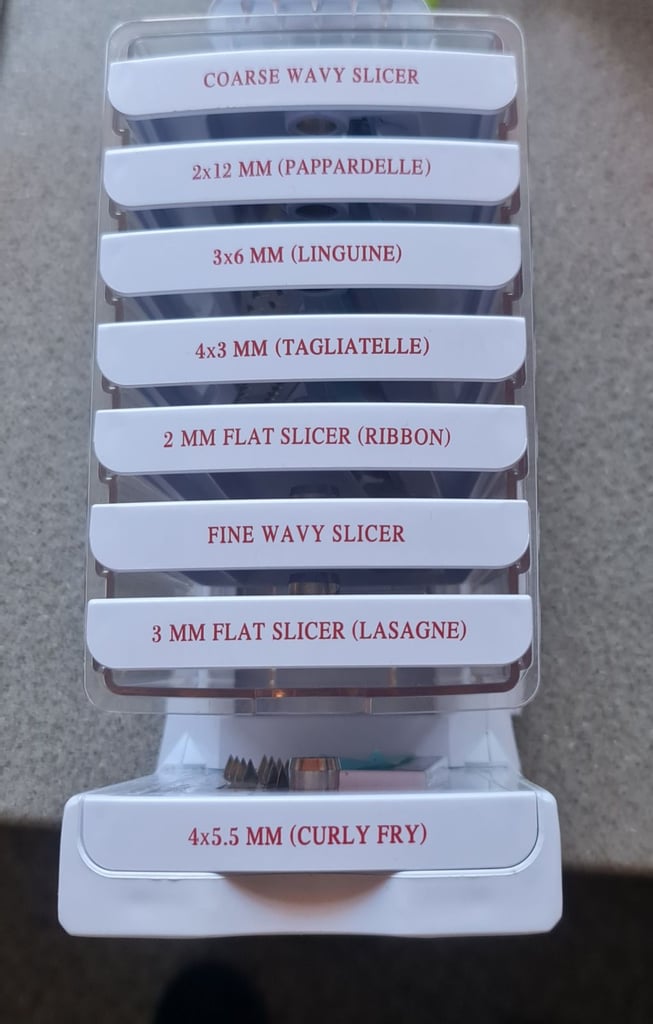 COARSE WAVY SLICER
2x12 MM (PAPPARDELLE)
3x6 MM (LINGUINE)
4x3 MM (TAGLIATELLE)
2 MM FLAT SLICER (RIBBON)
FINE WAVY SLICER
3 MM FLAT SLICER (LASAGNE)
4x5.5 MM (CURLY FRY)